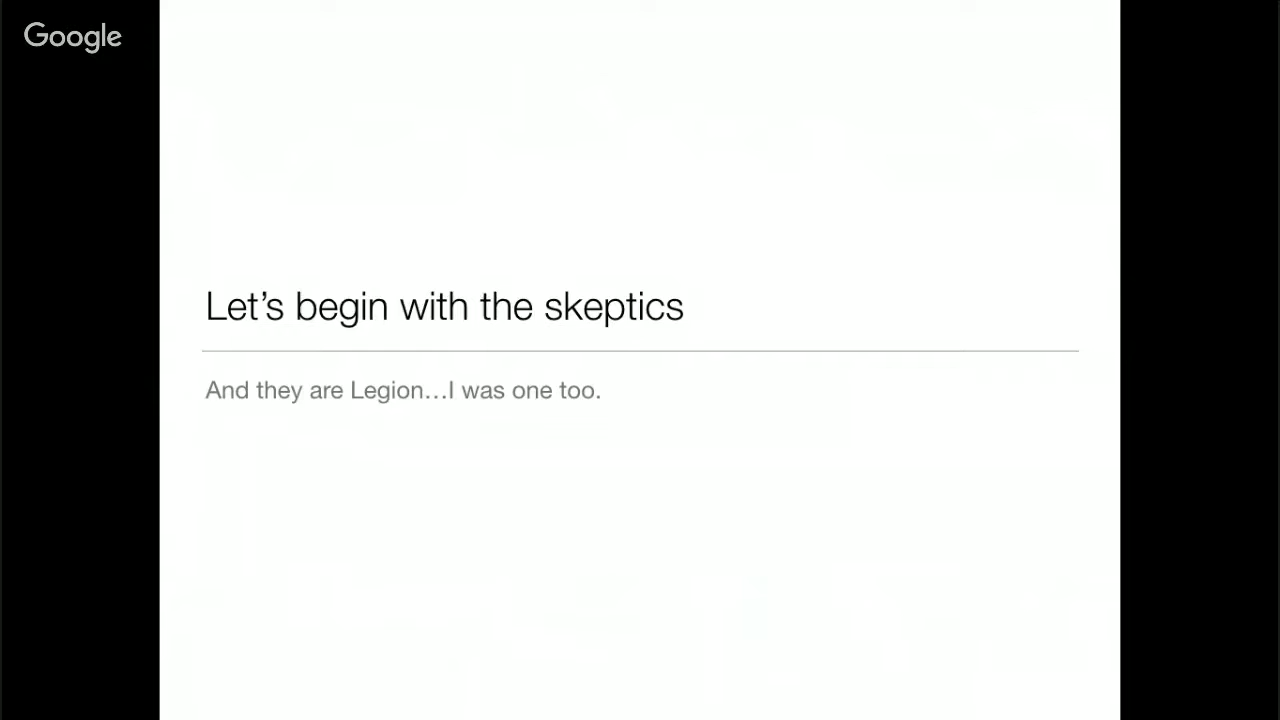 Google
Let’s begin with the skeptics
And they are Legion…I was one too.